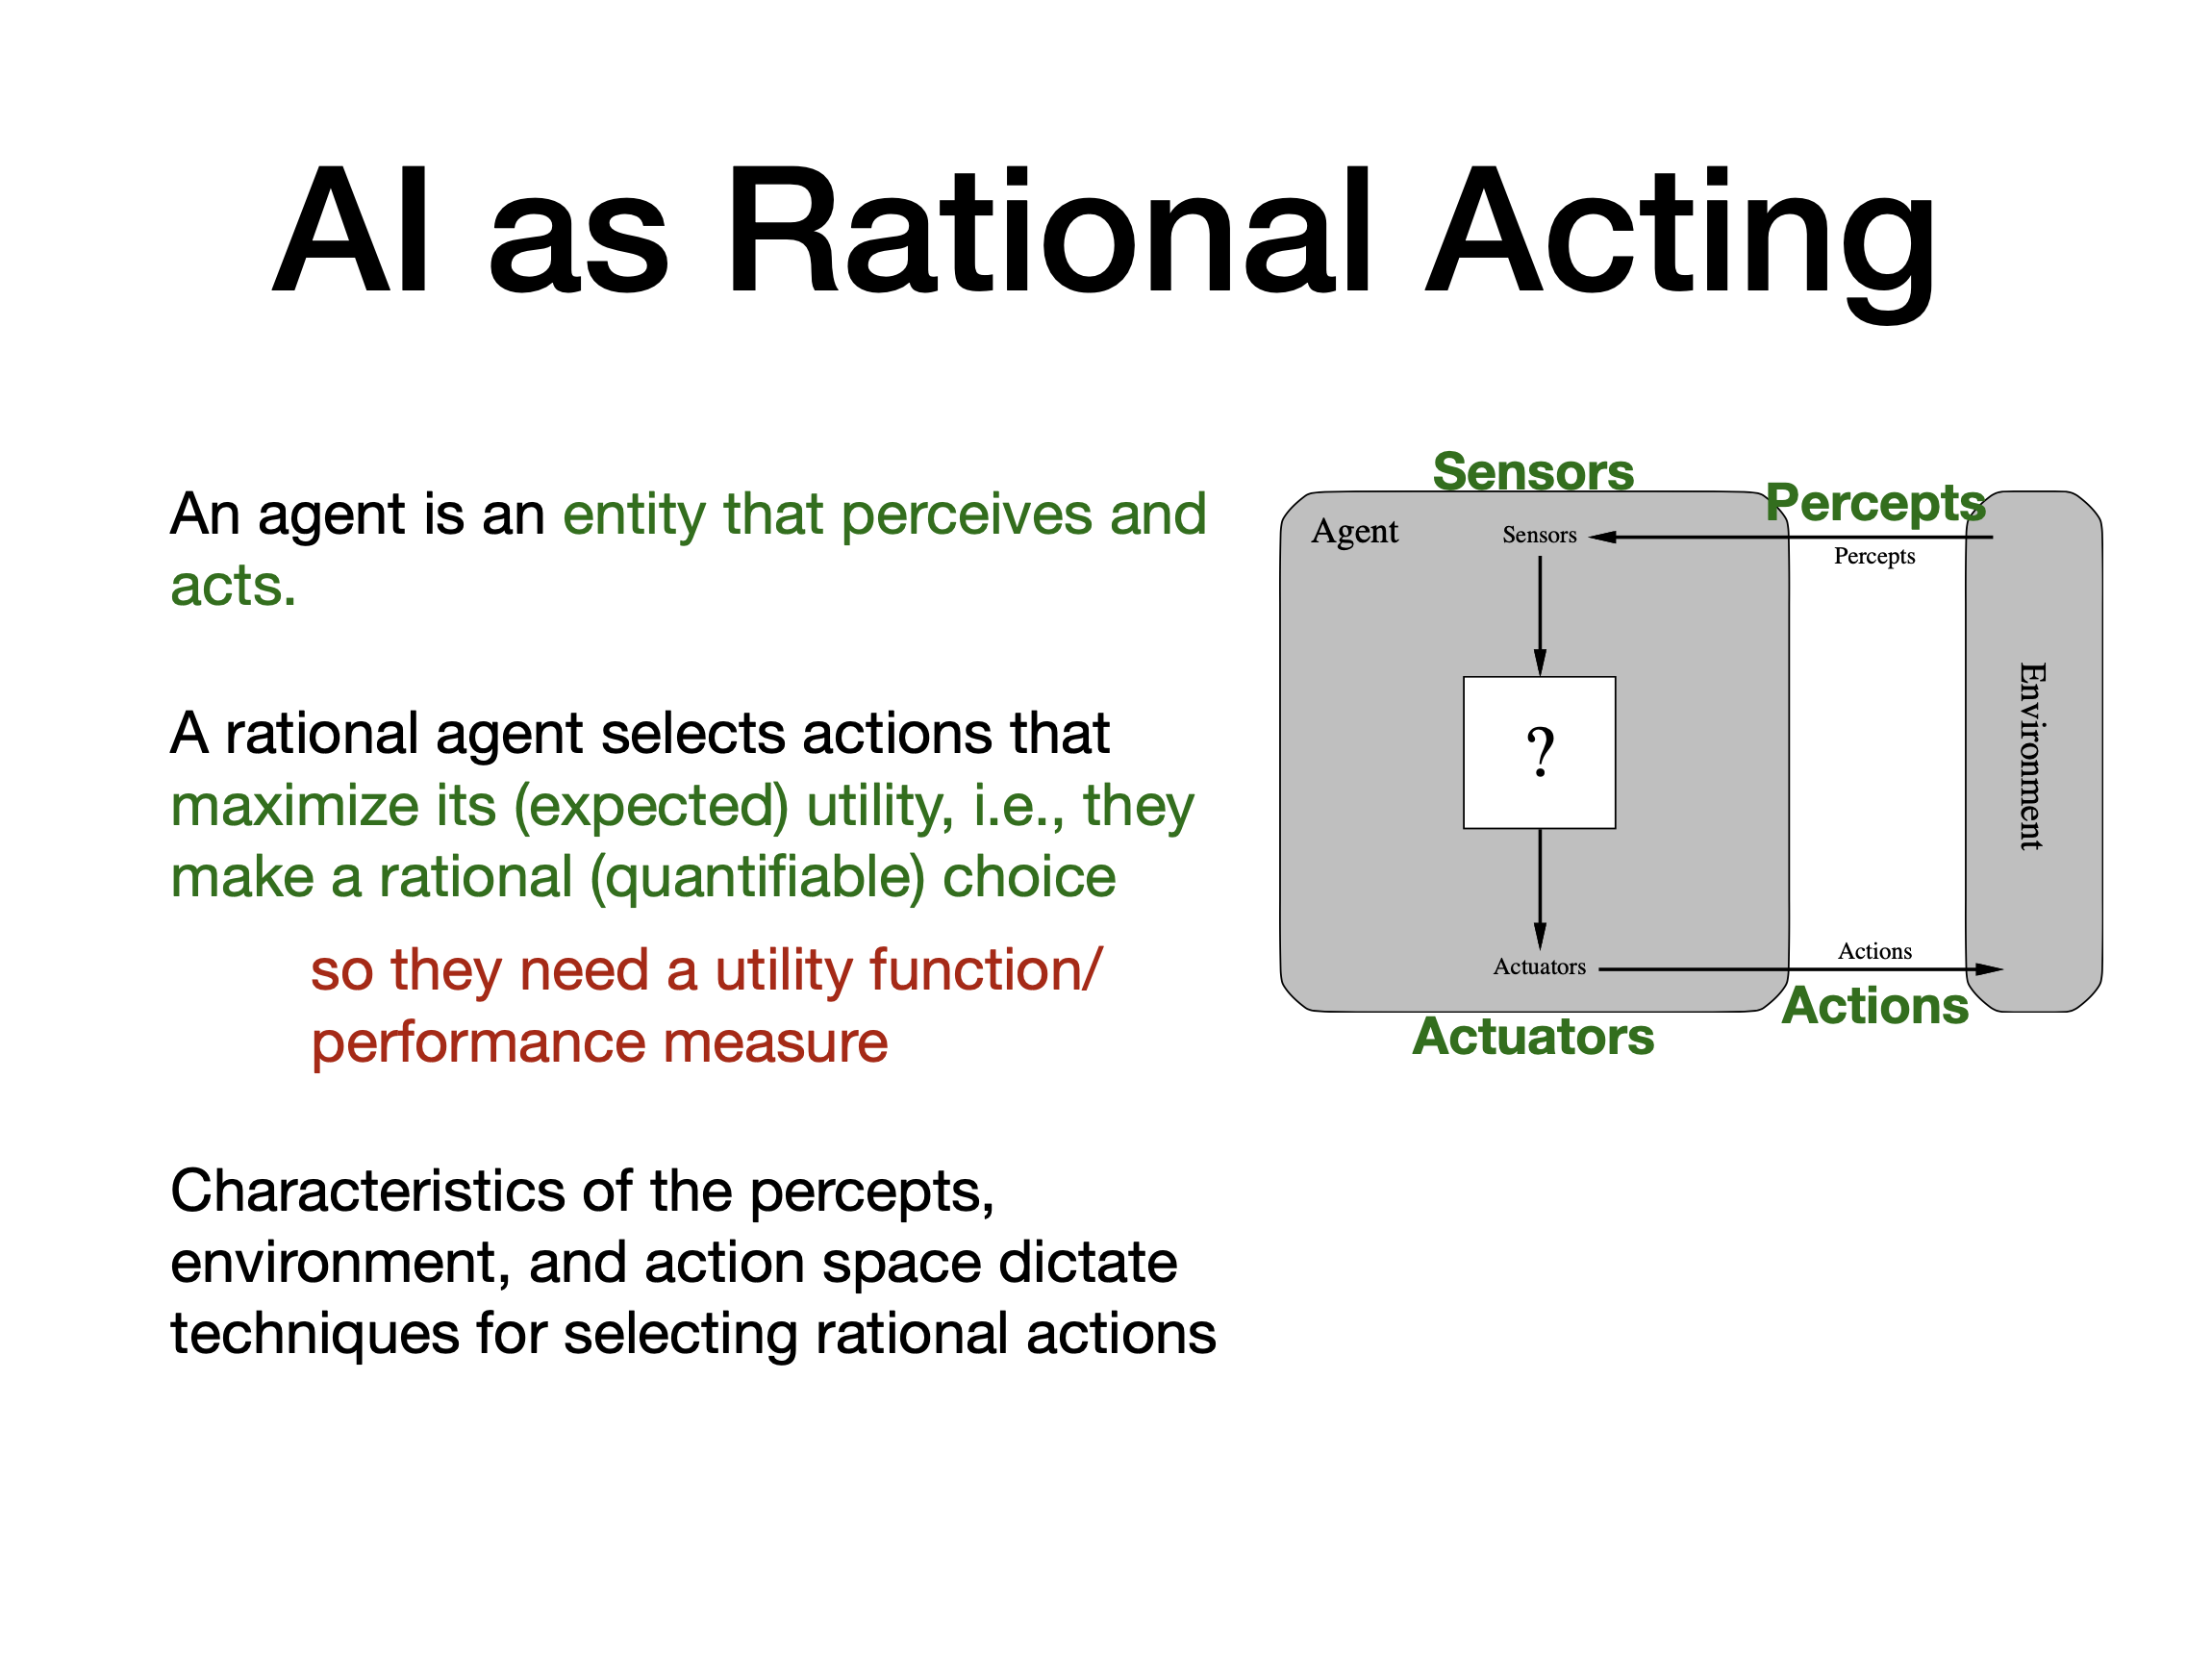 AI as Rational Acting
An agent is an entity that perceives and
acts.
A rational agent selects actions that
maximize its (expected) utility, i.e., they
make a rational (quantifiable) choice
so they need a utility function/
performance measure
Characteristics of the percepts,
environment, and action space dictate
techniques for selecting rational actions
Sensors
Percepts
Agent
Sensors
Percepts
?
Environment
Actuators
Actions
Actions
Actuators